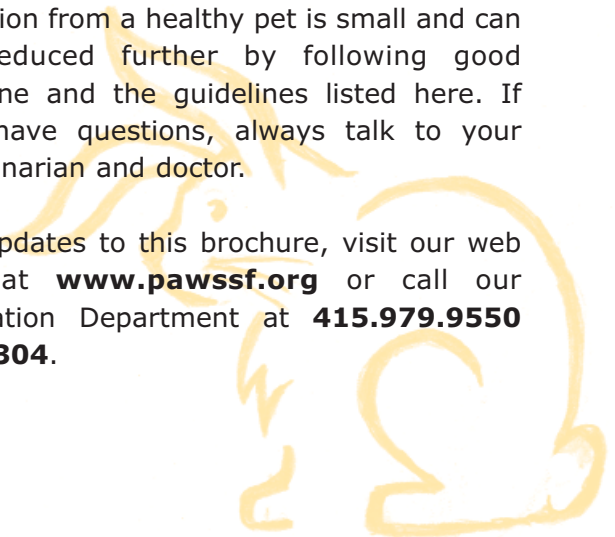 tion from a healthy pet is small and can
educed further by following good
ne and the guidelines listed here. If
have questions, always talk to your
narian and doctor.
pdates to this brochure, visit our web
at www.pawssf.org or call our
ation Department at 415.979.9550
304.